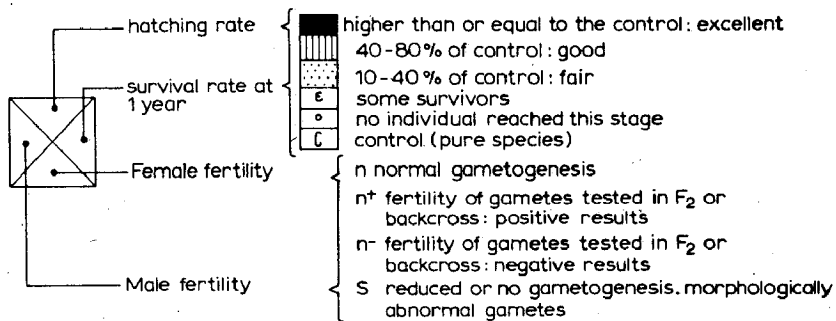 hatching rate
higher than or equal to the control: excellent
40-80% of control: good
survival rate at
1 year
10-40% of control: fair
ε some survivors
o no individual reached this stage
C control (pure species)
Female fertility
n normal gametogenesis
n+ fertility of gametes tested in F2 or
backcross: positive results
n- fertility of gametes tested in F2 or
backcross: negative results
Male fertility
S reduced or no gametogenesis. morphologically
abnormal gametes